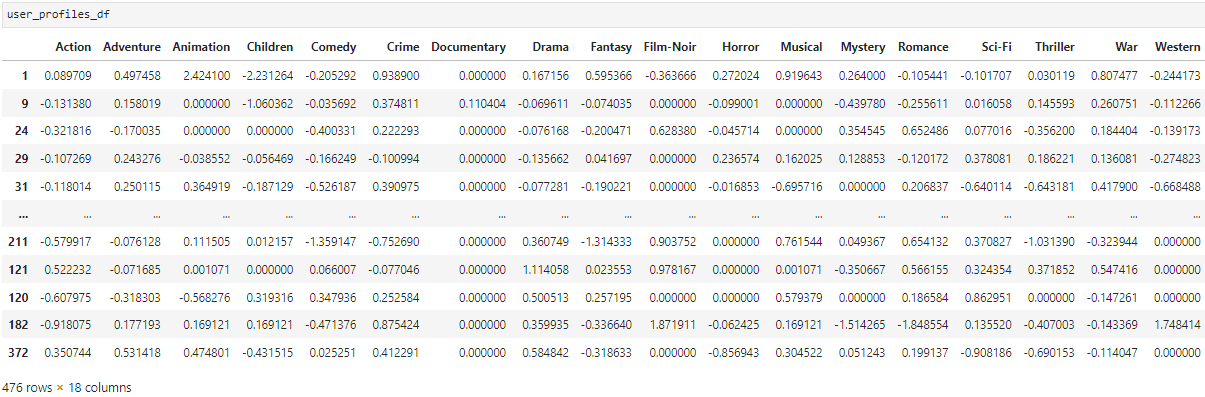 user_profiles_df
Action Adventure Animation Children Comedy Crime Documentary Drama Fantasy Film-Noir Horror Musical Mystery Romance Sci-Fi Thriller War Western
1 0.089709 0.497458 2.424100 -2.231264 -0.205292 0.938900 0.000000 0.167156 0.595366 -0.363666 0.272024 0.919643 0.264000 -0.105441 -0.101707 0.030119 0.807477 -0.244173
9 -0.131380 0.158019 0.000000 -1.060362 -0.035692 0.374811 0.110404 -0.069611 -0.074035 0.000000 -0.099001 0.000000 -0.439780 -0.255611 0.016058 0.145593 0.260751 -0.112266
24 -0.321816 -0.170035 0.000000 0.000000 -0.400331 0.222293 0.000000 -0.076168 -0.200471 0.628380 -0.045714 0.000000 0.354545 0.652486 0.077016 -0.356200 0.184404 -0.139173
29 -0.107269 0.243276 -0.038552 -0.056469 -0.166249 -0.100994 0.000000 -0.135662 0.041697 0.000000 0.236574 0.162025 0.128853 -0.120172 0.378081 0.186221 0.136081 -0.274823
31 -0.118014 0.250115 0.364919 -0.187129 -0.526187 0.390975 0.000000 -0.077281 -0.190221 0.000000 -0.016853 -0.695716 0.000000 0.206837 -0.640114 -0.643181 0.417900 -0.668488
... ... ... ... ... ... ... ... ... ... ... ... ... ... ... ... ... ... ...
211 -0.579917 -0.076128 0.111505 0.012157 -1.359147 -0.752690 0.000000 0.360749 -1.314333 0.903752 0.000000 0.761544 0.049367 0.654132 0.370827 -1.031390 -0.323944 0.000000
121 0.522232 -0.071685 0.001071 0.000000 0.066007 -0.077046 0.000000 1.114058 0.023553 0.978167 0.000000 0.001071 -0.350667 0.566155 0.324354 0.371852 0.547416 0.000000
120 -0.607975 -0.318303 -0.568276 0.319316 0.347936 0.252584 0.000000 0.500513 0.257195 0.000000 0.000000 0.579379 0.000000 0.186584 0.862951 0.000000 -0.147261 0.000000
182 -0.918075 0.177193 0.169121 0.169121 -0.471376 0.875424 0.000000 0.359935 -0.336640 1.871911 -0.062425 0.169121 -1.514265 -1.848554 0.135520 -0.407003 -0.143369 1.748414
372 0.350744 0.531418 0.474801 -0.431515 0.025251 0.412291 0.000000 0.584842 -0.318633 0.000000 -0.856943 0.304522 0.051243 0.199137 -0.908186 -0.690153 -0.114047 0.000000
476 rows × 18 columns